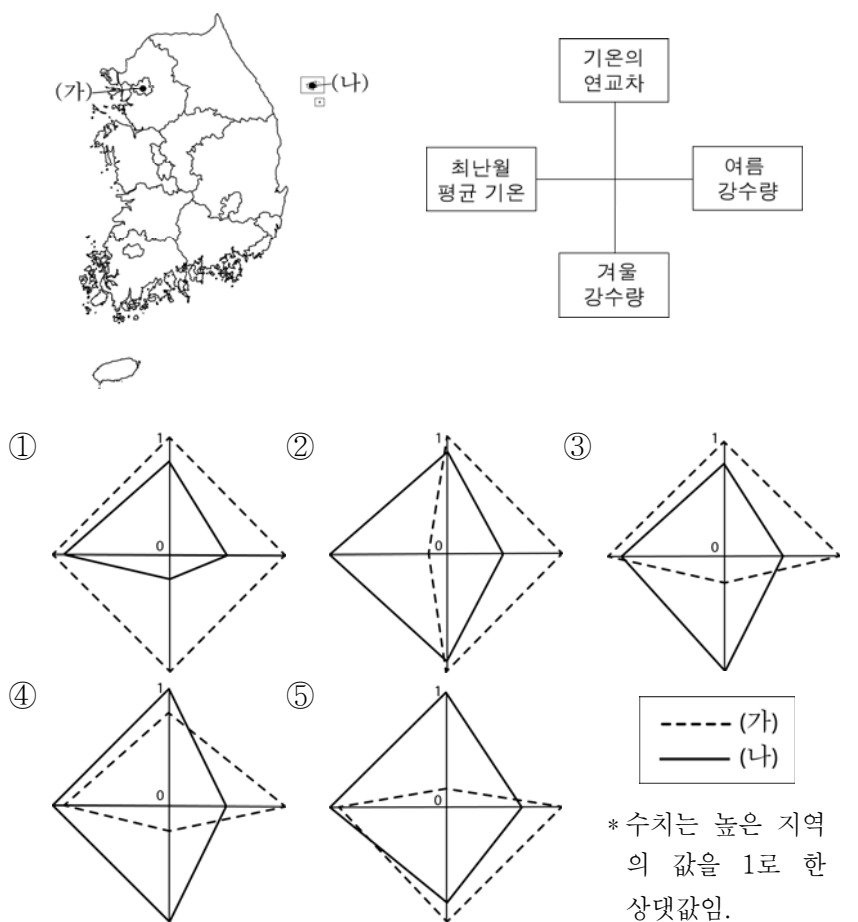 (가)
(나)
기온의
연교차
최난월
평균 기온
여름
강수량
겨울
강수량
①
1
0
②
1
0
③
1
0
④
1
0
⑤
1
0
(가)
(나)
* 수치는 높은 지역
의 값을 1로 한
상댓값임.